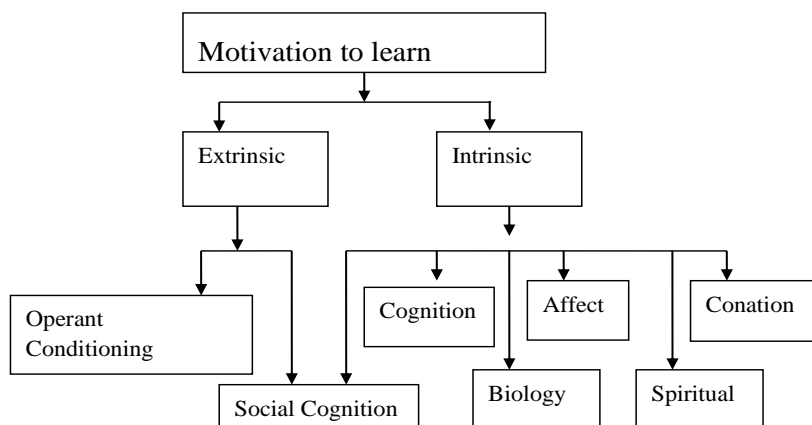 Motivation to learn
Extrinsic
Intrinsic
Operant
Conditioning
Cognition
Affect
Conation
Social Cognition
Biology
Spiritual